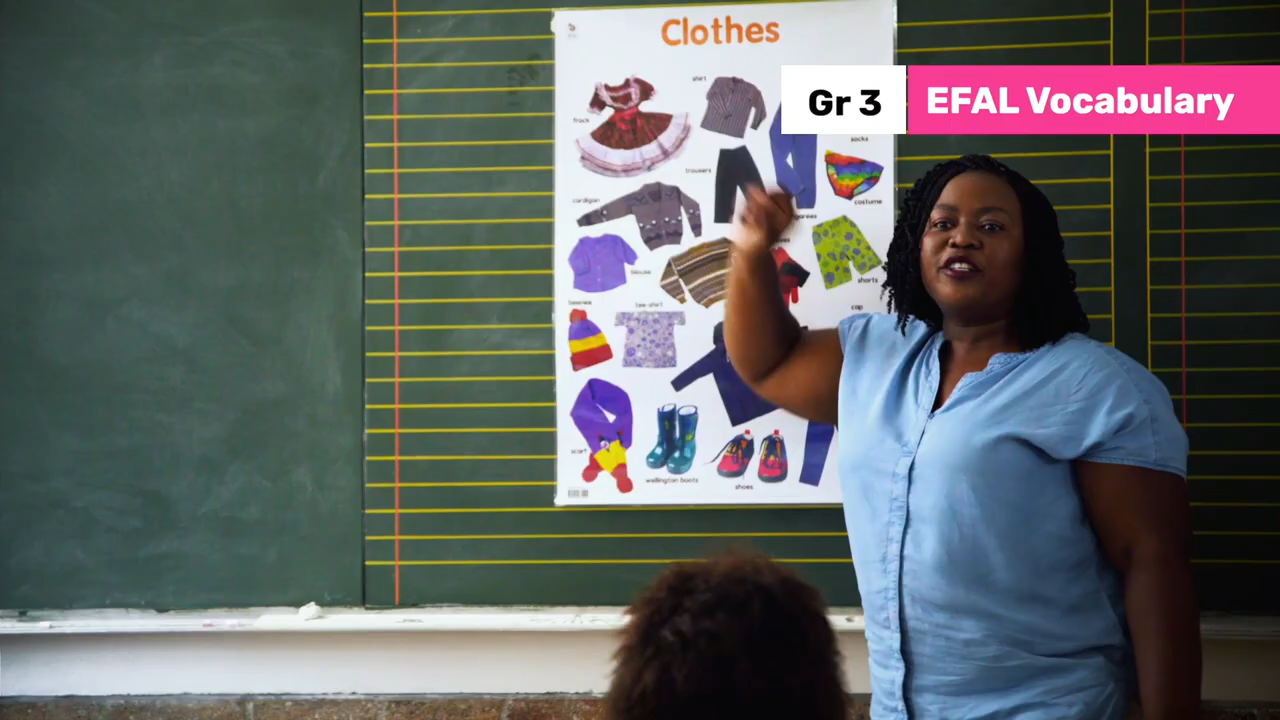 Clothes
Gr 3
EFAL Vocabulary
shirt
frock
socks
trousers
costume
cardigan
blouse
shorts
beanie
tee-shirt
cap
scarf
wellington boots
shoes